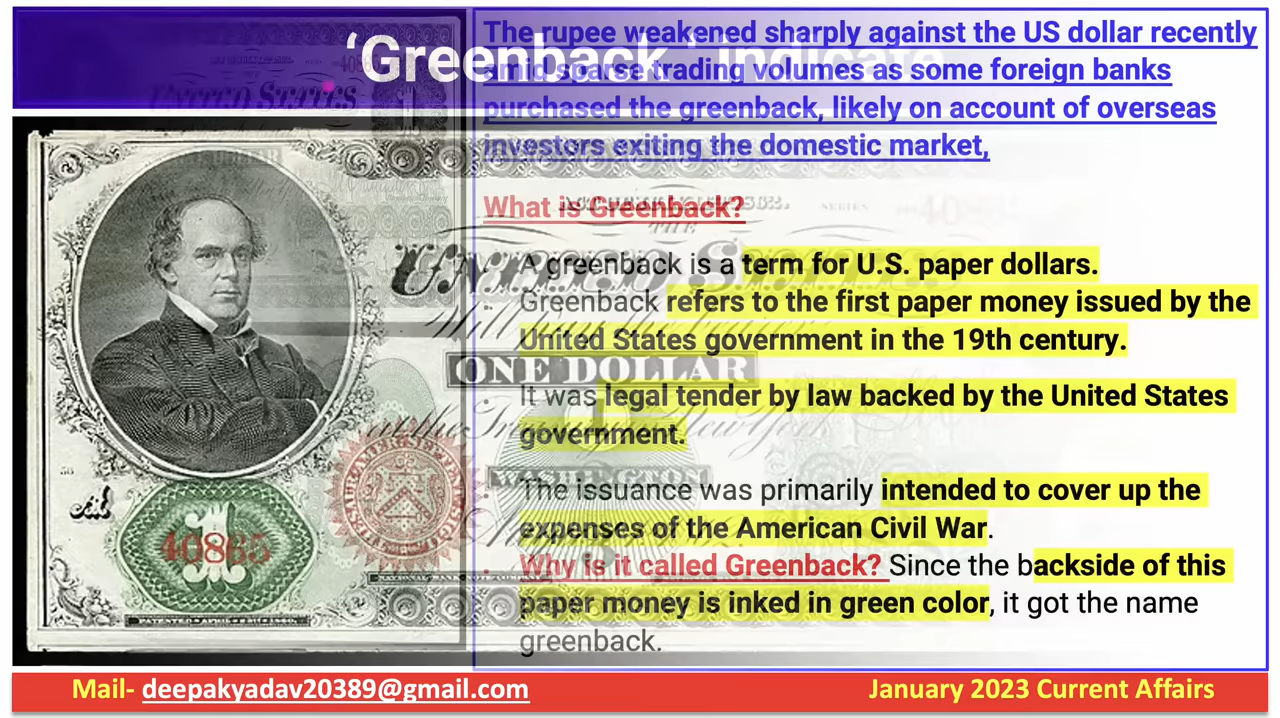 ‘Greenback ’ indicate
The rupee weakened sharply against the US dollar recently
amid sparse trading volumes as some foreign banks
purchased the greenback, likely on account of overseas
investors exiting the domestic market,
What is Greenback?
A greenback is a term for U.S. paper dollars.
Greenback refers to the first paper money issued by the
United States government in the 19th century.
It was legal tender by law backed by the United States
government.
The issuance was primarily intended to cover up the
expenses of the American Civil War.
Why is it called Greenback? Since the backside of this
paper money is inked in green color, it got the name
greenback.
United States
ONE DOLLAR
WASHINGTON
40865
Mail- deepakyadav20389@gmail.com
January 2023 Current Affairs